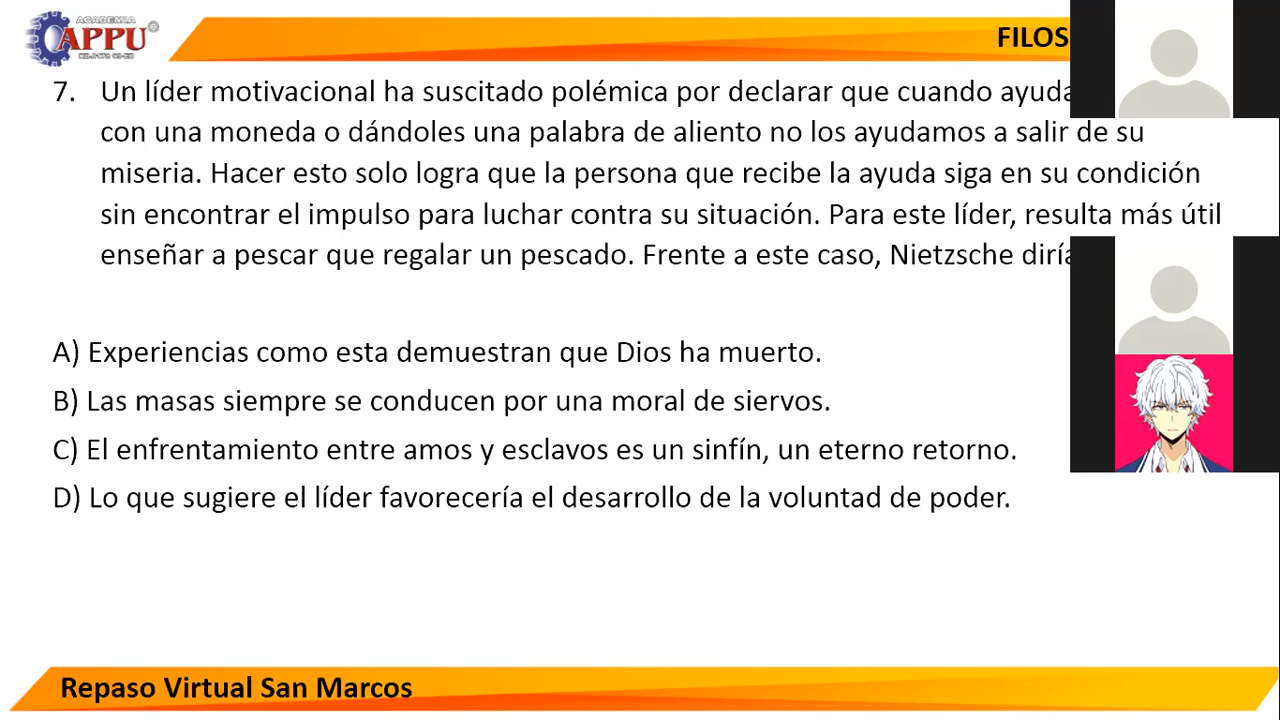 ACADEMIA
APPU
FILOS
7. Un líder motivacional ha suscitado polémica por declarar que cuando ayuda
con una moneda o dándoles una palabra de aliento no los ayudamos a salir de su
miseria. Hacer esto solo logra que la persona que recibe la ayuda siga en su condición
sin encontrar el impulso para luchar contra su situación. Para este líder, resulta más útil
enseñar a pescar que regalar un pescado. Frente a este caso, Nietzsche diría
A) Experiencias como esta demuestran que Dios ha muerto.
B) Las masas siempre se conducen por una moral de siervos.
C) El enfrentamiento entre amos y esclavos es un sinfín, un eterno retorno.
D) Lo que sugiere el líder favorecería el desarrollo de la voluntad de poder.
Repaso Virtual San Marcos